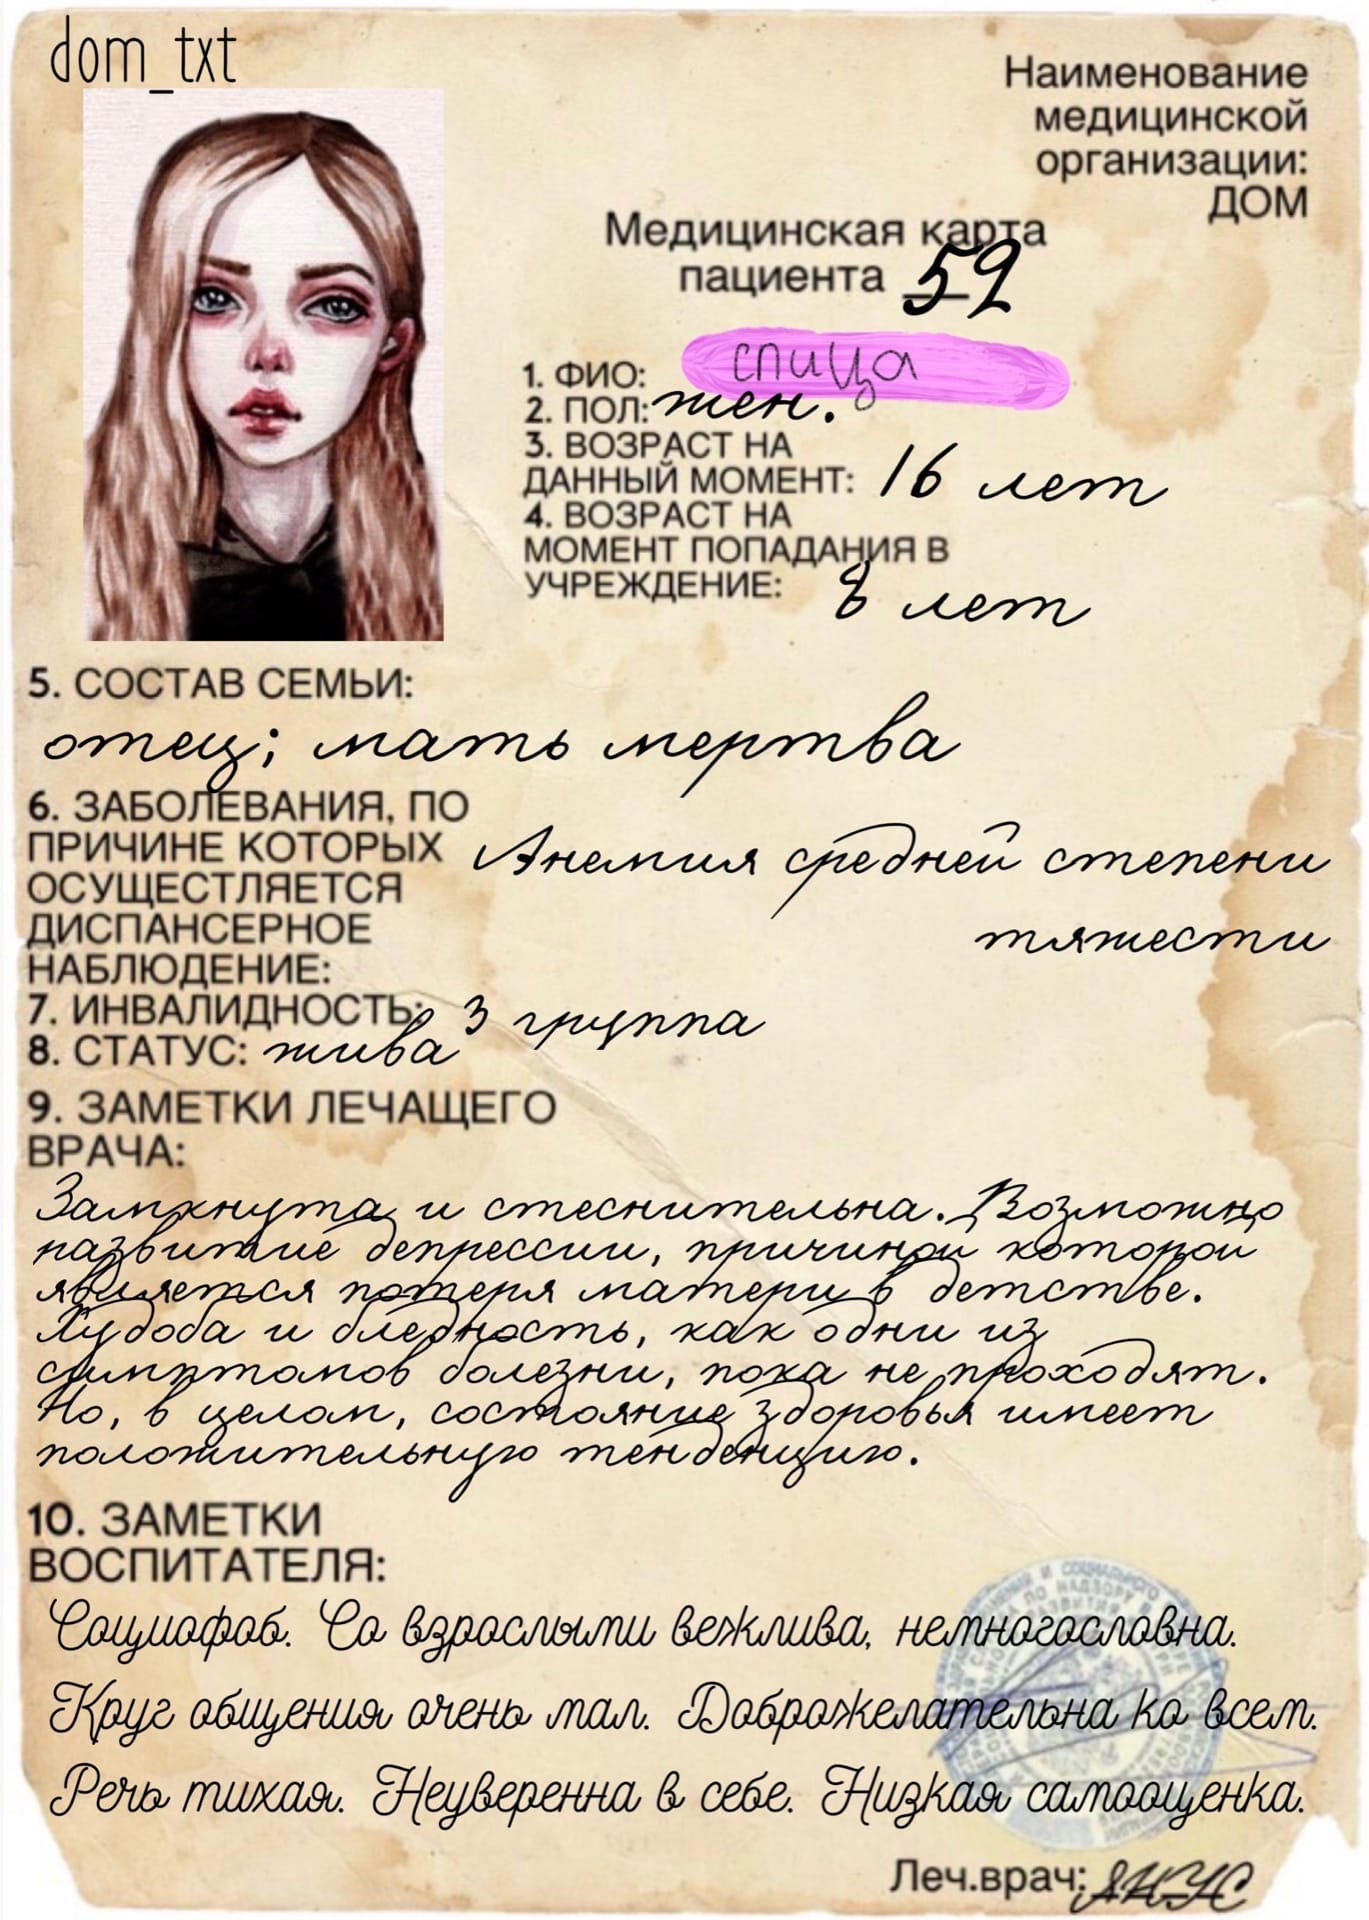 dom_txt
Наименование
медицинской
организации:
ДОМ
Медицинская карта
пациента 52
1. ФИО: спица
2. ПОЛ: жен.
3. ВОЗРАСТ НА
ДАННЫЙ МОМЕНТ: 16 лет
4. ВОЗРАСТ НА
МОМЕНТ ПОПАДАНИЯ В
УЧРЕЖДЕНИЕ: 8 лет
5. СОСТАВ СЕМЬИ:
отец; мать мертва
6. ЗАБОЛЕВАНИЯ, ПО
ПРИЧИНЕ КОТОРЫХ Анемия средней степени
ОСУЩЕСТЛЯЕТСЯ
ДИСПАНСЕРНОЕ тяжести
НАБЛЮДЕНИЕ:
7. ИНВАЛИДНОСТЬ: 3 группа
8. СТАТУС: жива
9. ЗАМЕТКИ ЛЕЧАЩЕГО
ВРАЧА:
Замкнута и стеснительна. Возможно
развитие депрессии, причиной которой
является потеря матери в детстве.
Худоба и бледность, как одни из
симптомов болезни, пока не проходят.
Но, в целом, состояние здоровья имеет
положительную тенденцию.
10. ЗАМЕТКИ
ВОСПИТАТЕЛЯ:
Социофоб. Со взрослыми вежлива, немногословна.
Круг общения очень мал. Доброжелательна ко всем.
Речь тихая. Неуверенна в себе. Низкая самооценка.
Леч.врач: ЯНУС